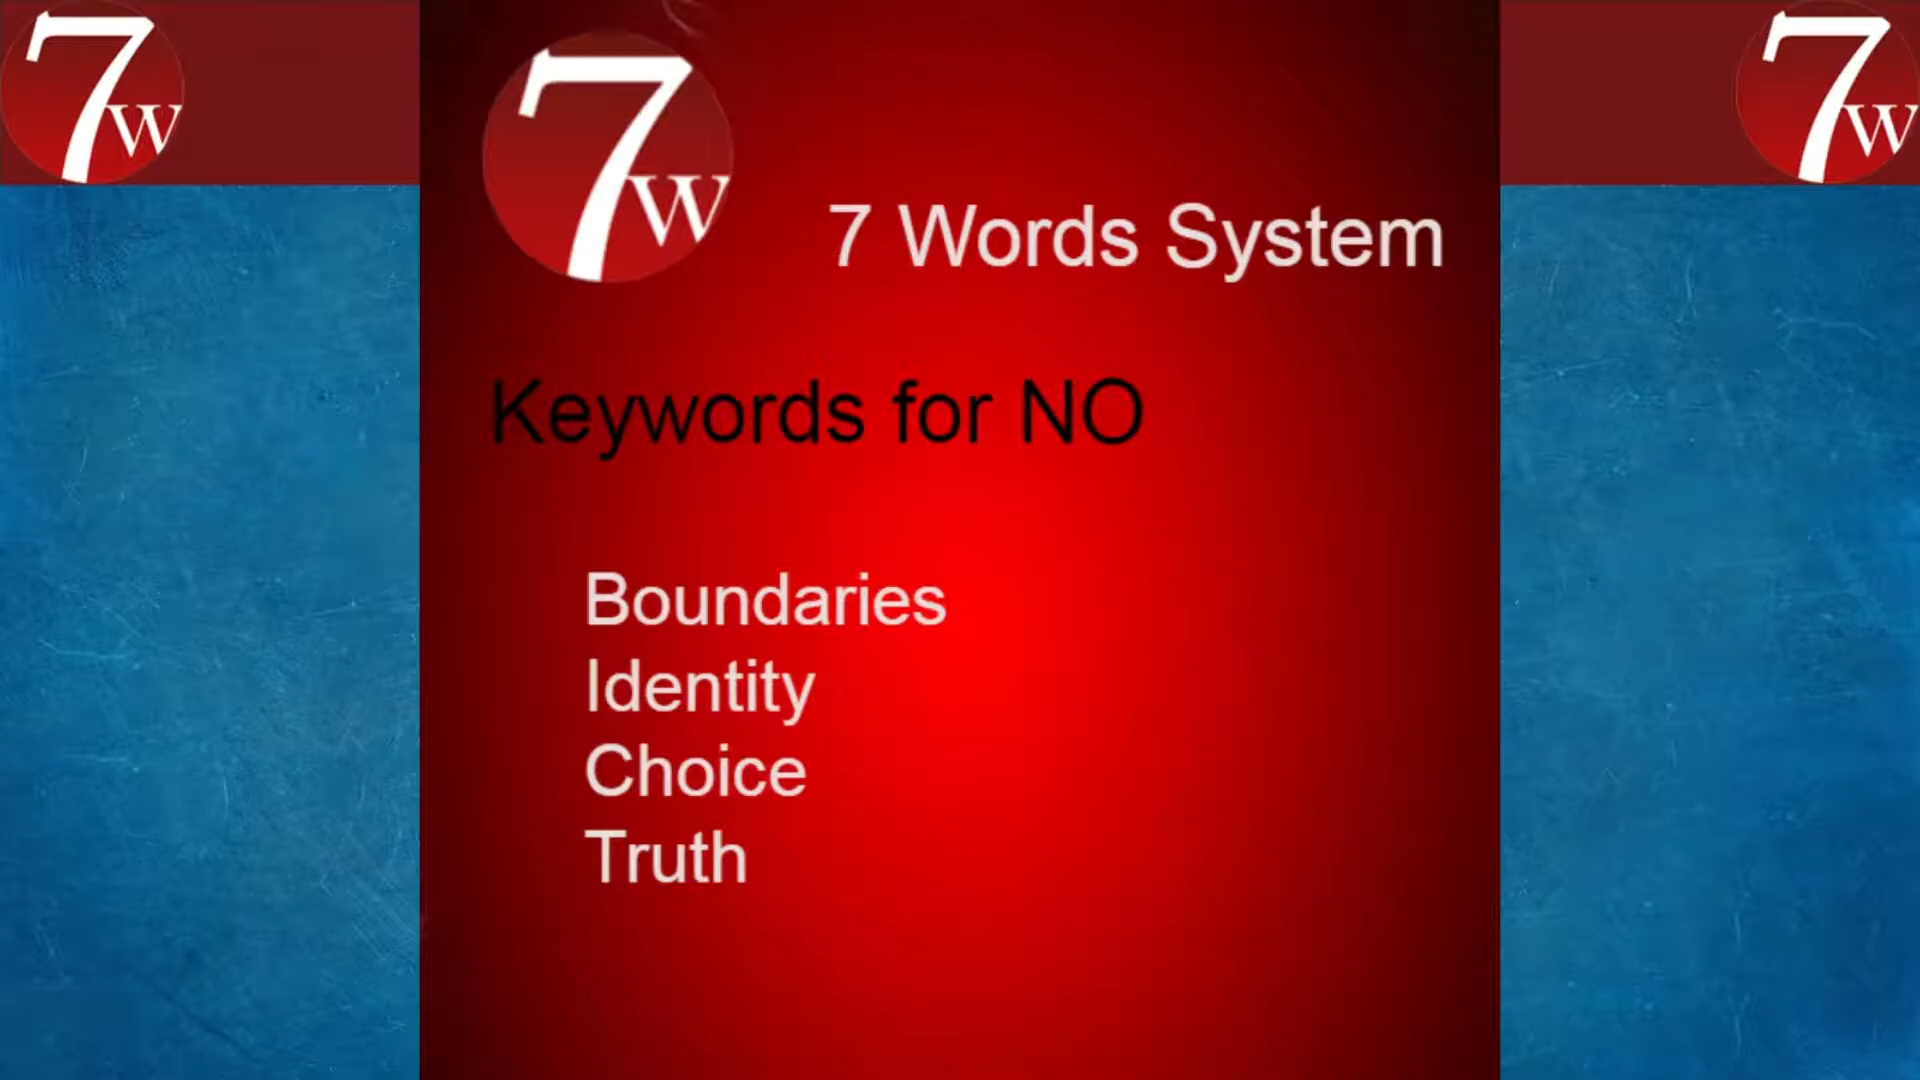 7w
7w
7w
7 Words System
Keywords for NO
Boundaries
Identity
Choice
Truth